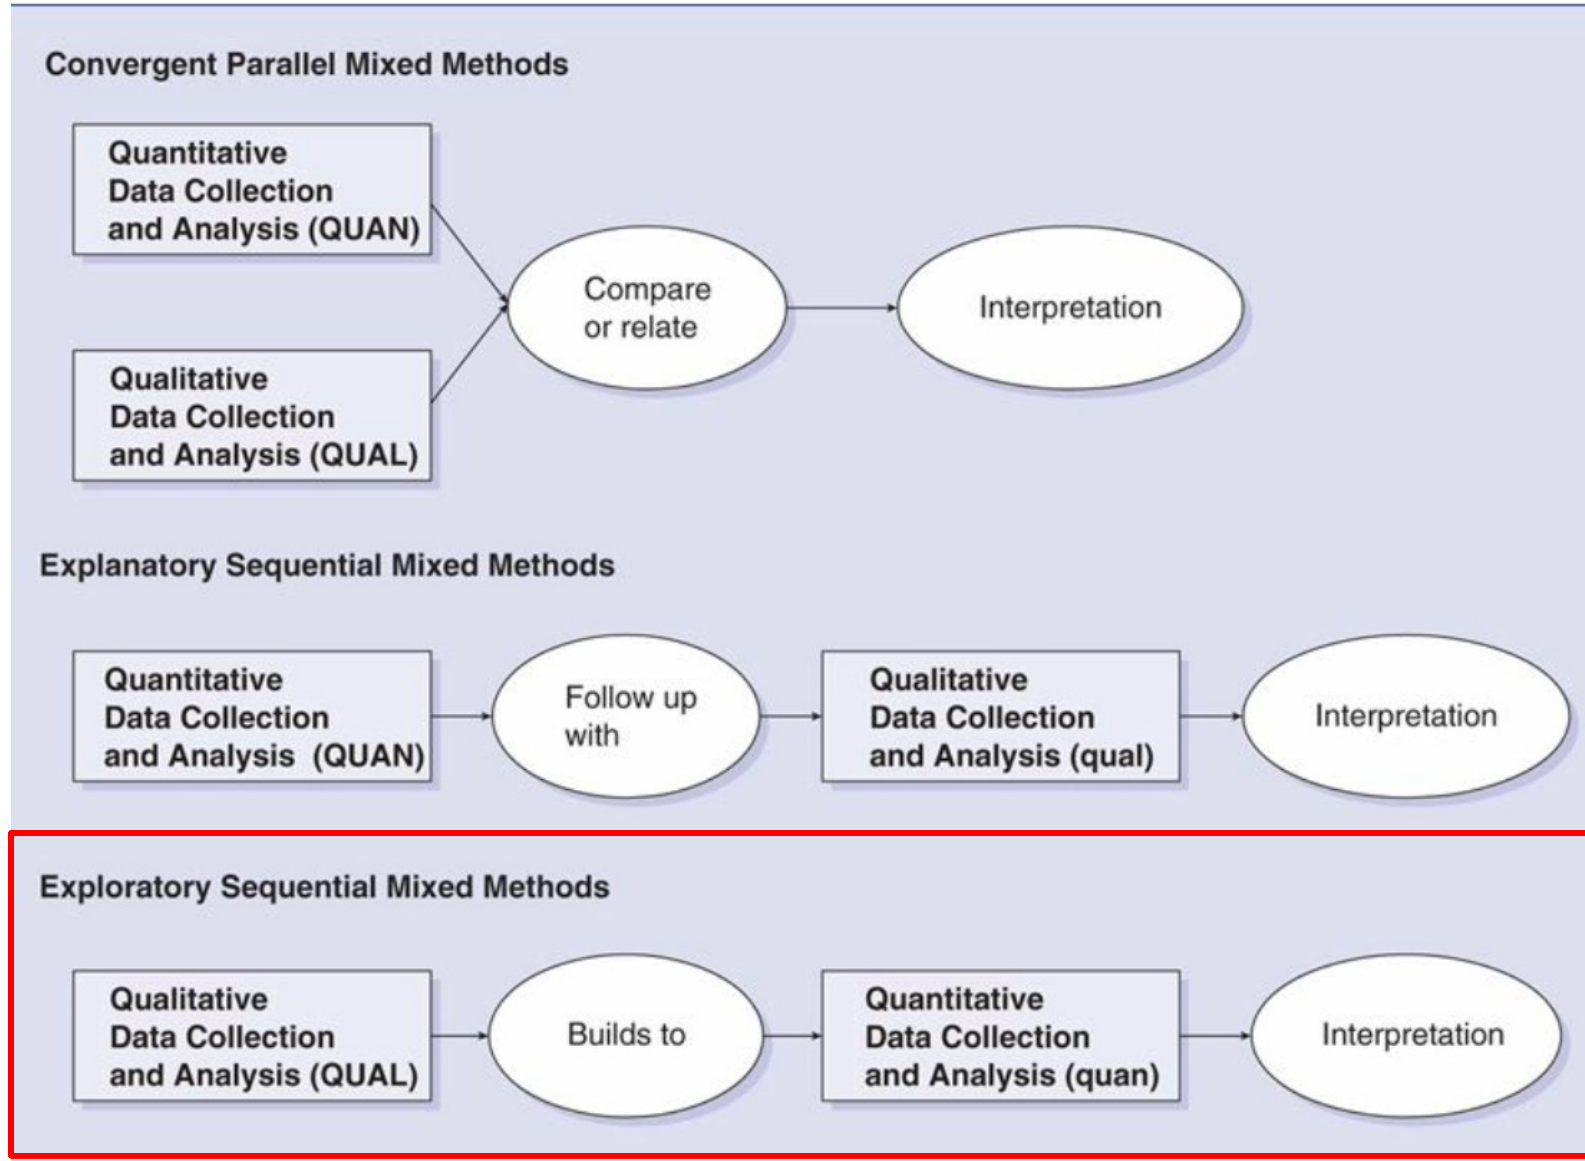 Convergent Parallel Mixed Methods
Quantitative
Data Collection
and Analysis (QUAN)
Compare
or relate
Interpretation
Qualitative
Data Collection
and Analysis (QUAL)
Explanatory Sequential Mixed Methods
Quantitative
Data Collection
and Analysis (QUAN)
Follow up
with
Qualitative
Data Collection
and Analysis (qual)
Interpretation
Exploratory Sequential Mixed Methods
Qualitative
Data Collection
and Analysis (QUAL)
Builds to
Quantitative
Data Collection
and Analysis (quan)
Interpretation